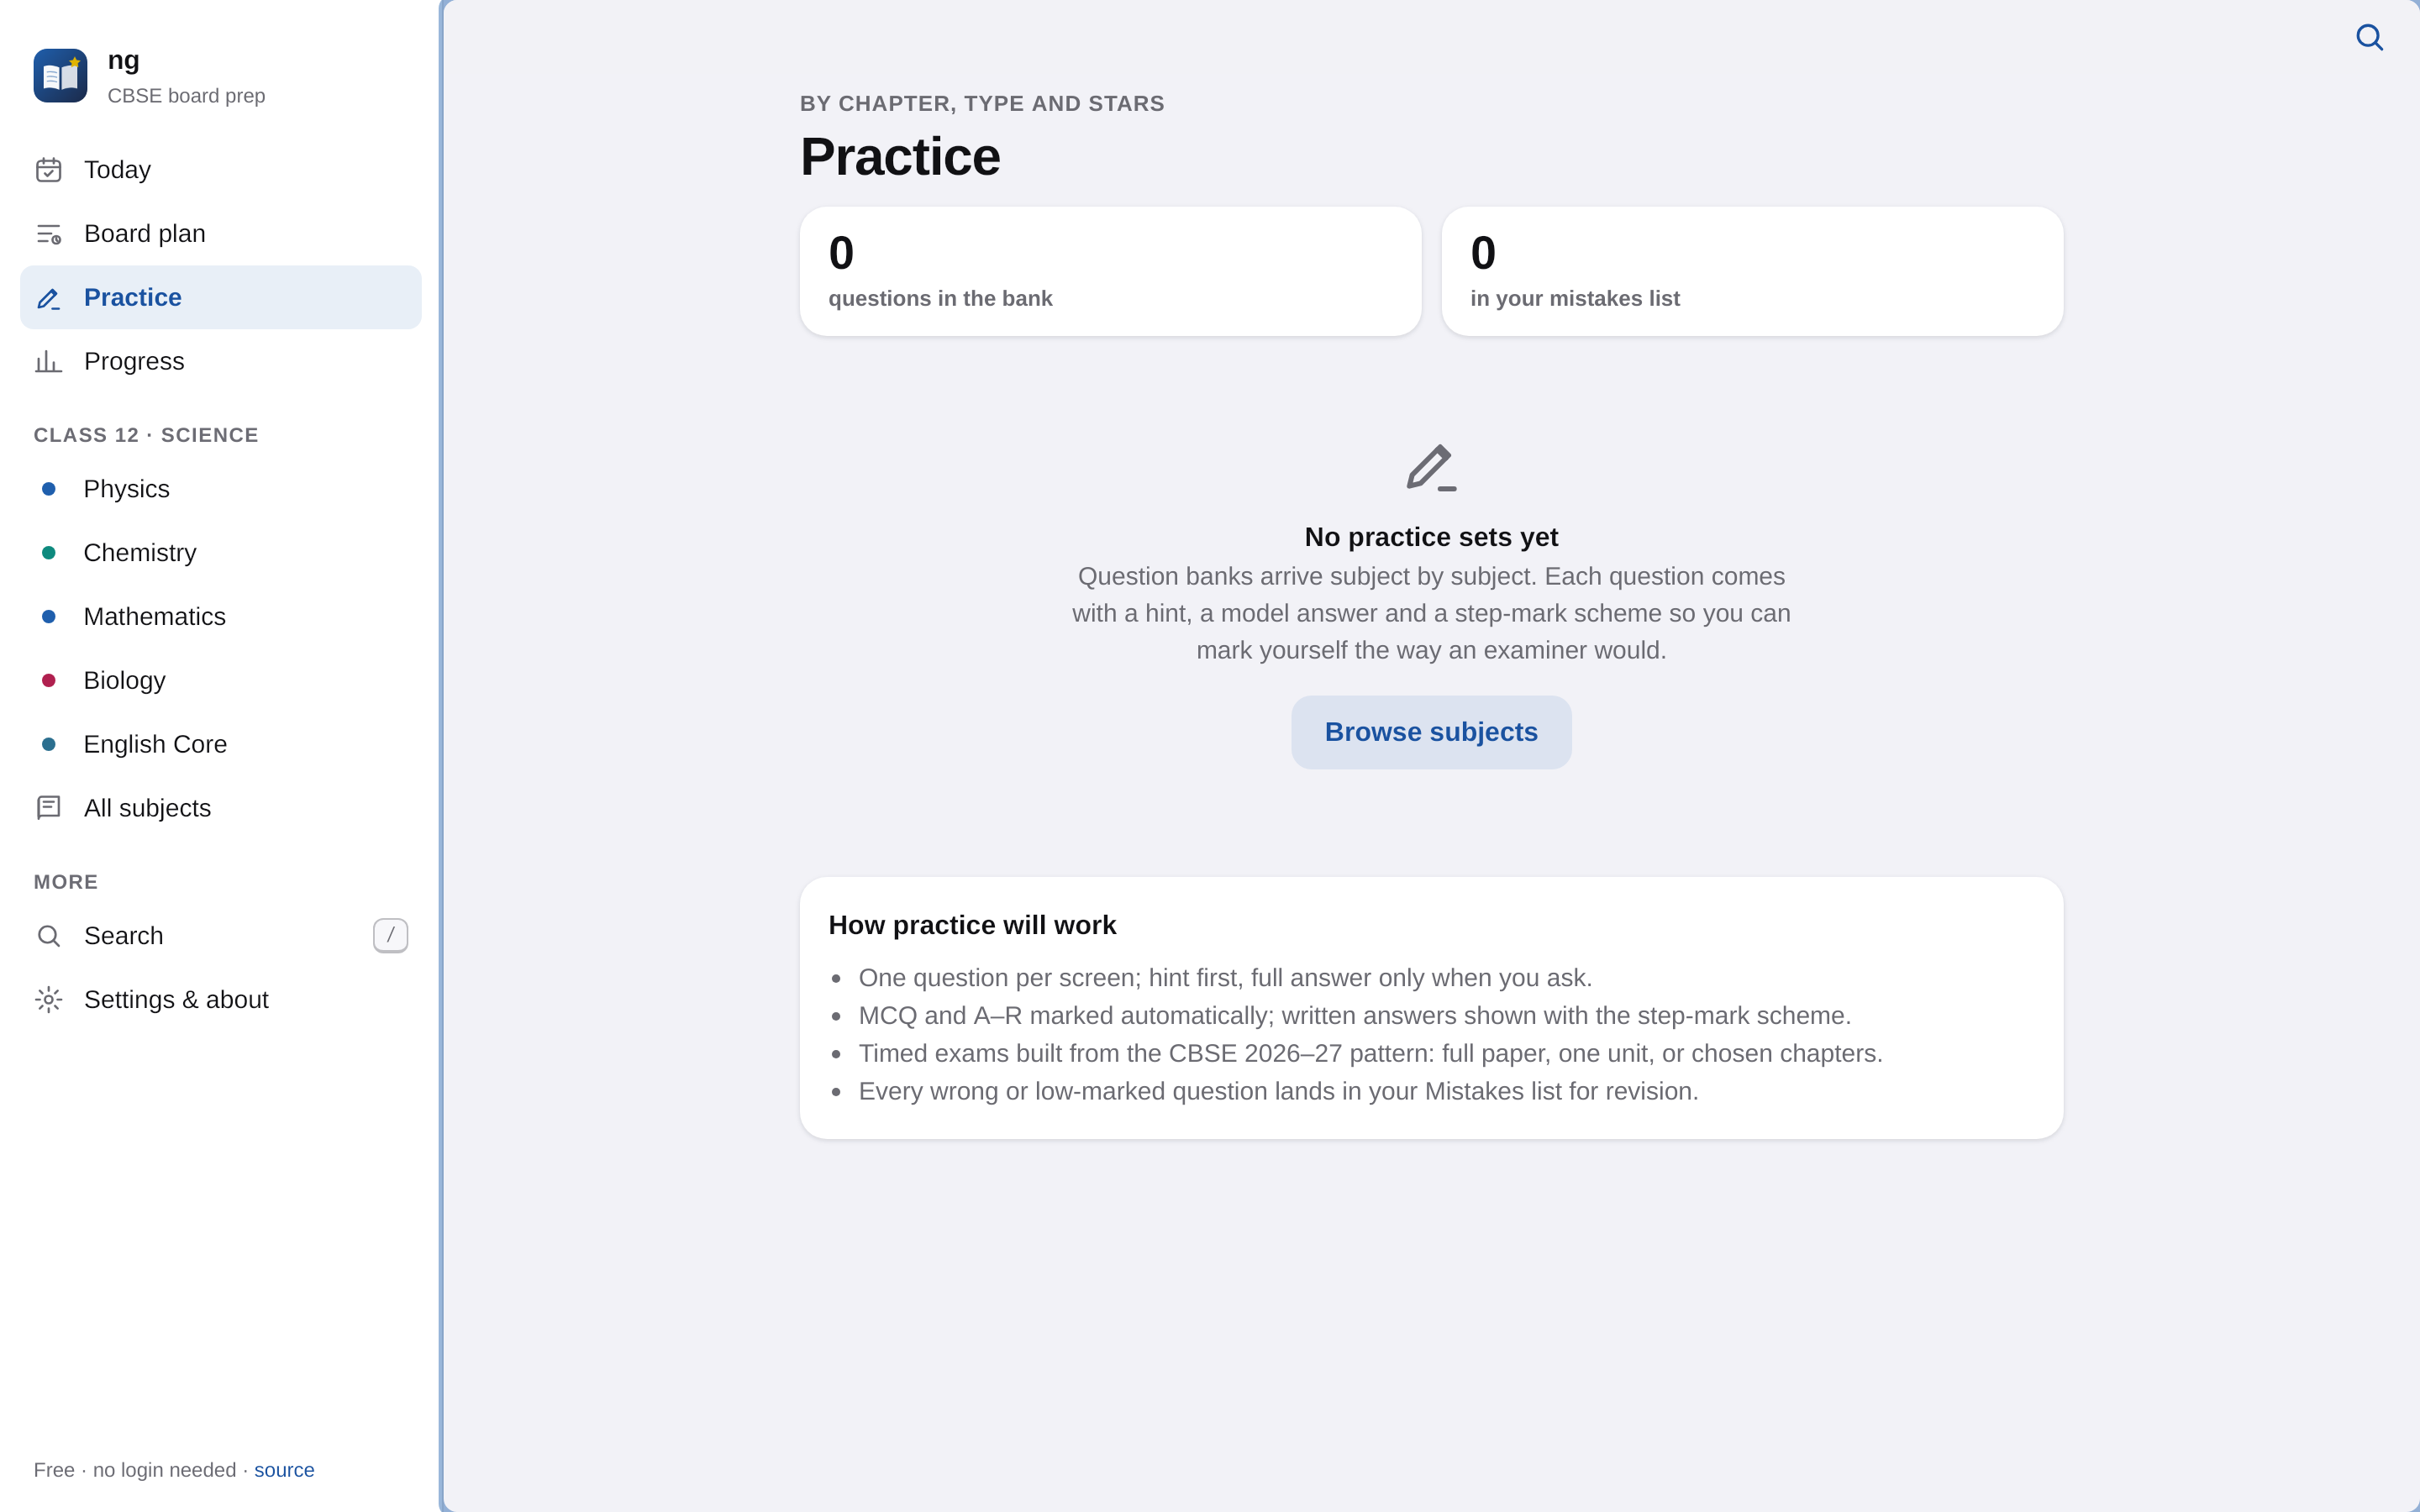 ng
CBSE board prep
Today
Board plan
Practice
Progress
CLASS 12 · SCIENCE
Physics
Chemistry
Mathematics
Biology
English Core
All subjects
MORE
Search
/
Settings & about
Free · no login needed · source
BY CHAPTER, TYPE AND STARS
Practice
0
questions in the bank
0
in your mistakes list
No practice sets yet
Question banks arrive subject by subject. Each question comes
with a hint, a model answer and a step-mark scheme so you can
mark yourself the way an examiner would.
Browse subjects
How practice will work
• One question per screen; hint first, full answer only when you ask.
• MCQ and A–R marked automatically; written answers shown with the step-mark scheme.
• Timed exams built from the CBSE 2026–27 pattern: full paper, one unit, or chosen chapters.
• Every wrong or low-marked question lands in your Mistakes list for revision.